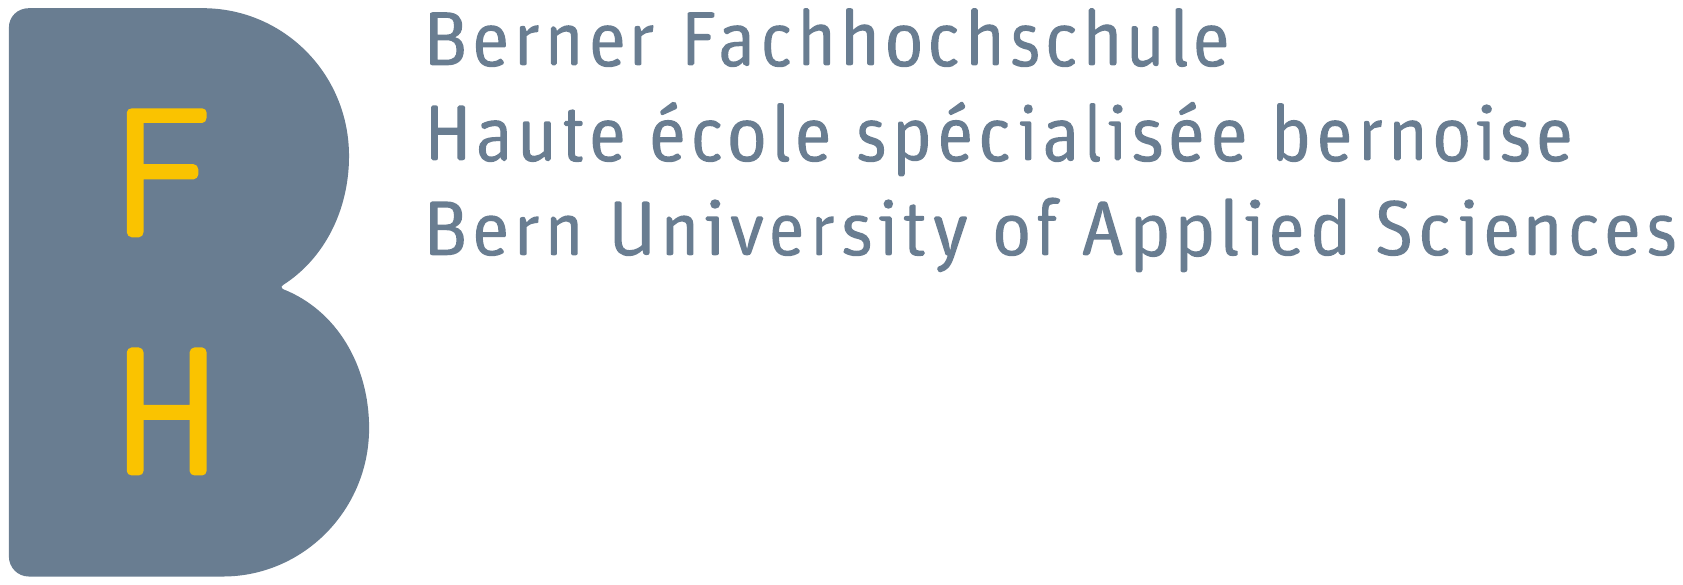 B
F
H
Berner Fachhochschule
Haute école spécialisée bernoise
Bern University of Applied Sciences